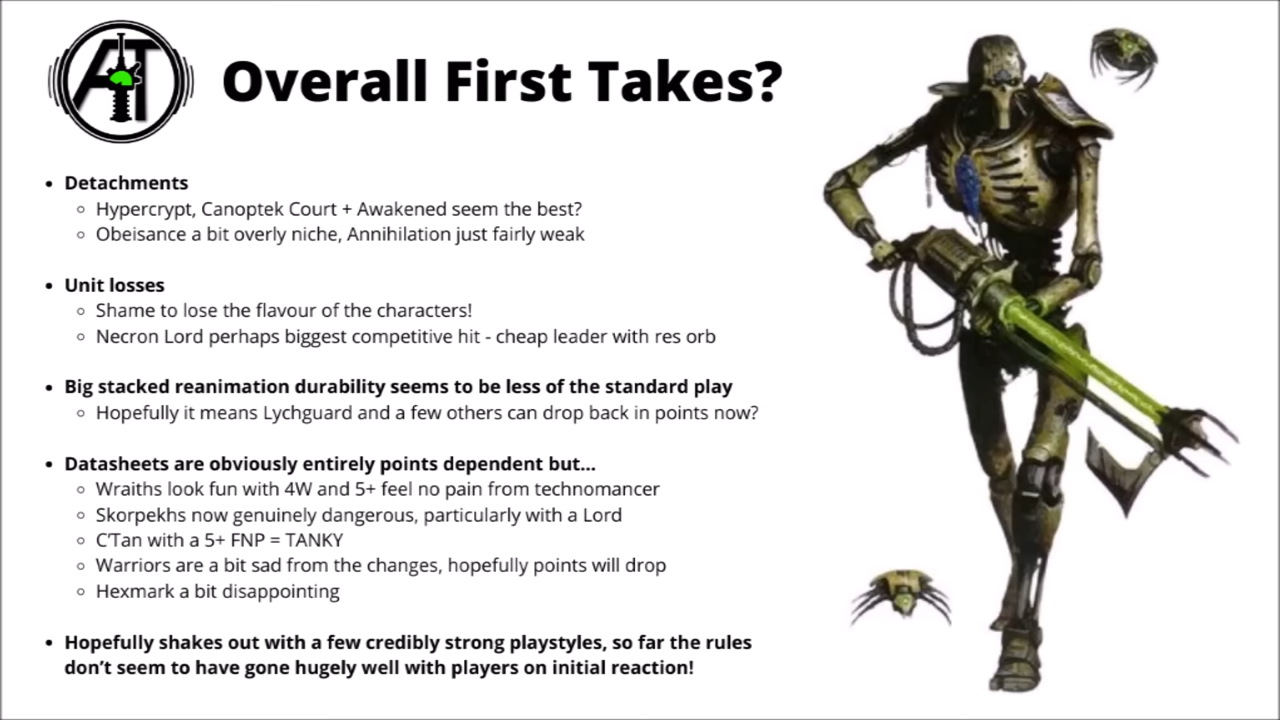 AT
Overall First Takes?
• Detachments
○ Hypercrypt, Canoptek Court + Awakened seem the best?
○ Obeisance a bit overly niche, Annihilation just fairly weak
• Unit losses
○ Shame to lose the flavour of the characters!
○ Necron Lord perhaps biggest competitive hit - cheap leader with res orb
• Big stacked reanimation durability seems to be less of the standard play
○ Hopefully it means Lychguard and a few others can drop back in points now?
• Datasheets are obviously entirely points dependent but...
○ Wraiths look fun with 4W and 5+ feel no pain from technomancer
○ Skorpekhs now genuinely dangerous, particularly with a Lord
○ C'Tan with a 5+ FNP = TANKY
○ Warriors are a bit sad from the changes, hopefully points will drop
○ Hexmark a bit disappointing
• Hopefully shakes out with a few credibly strong playstyles, so far the rules
don't seem to have gone hugely well with players on initial reaction!